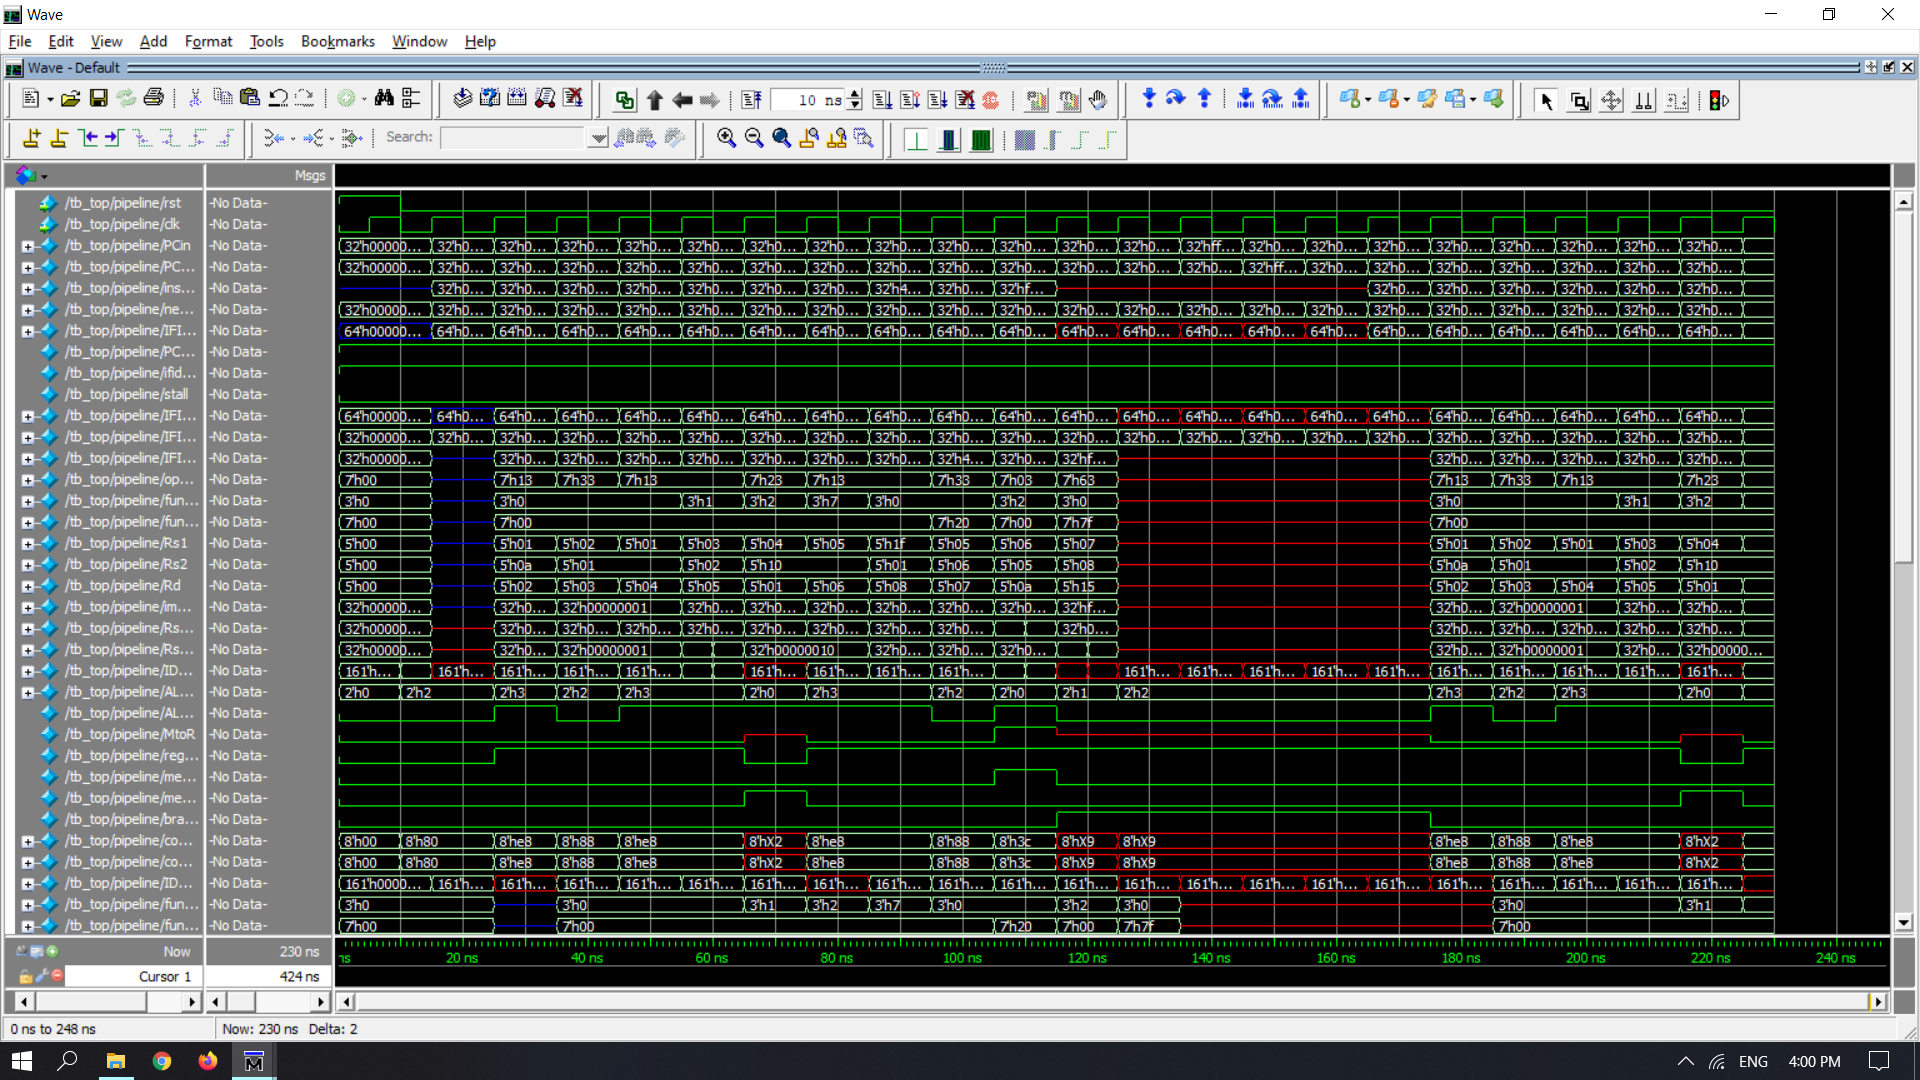 Wave
File Edit View Add Format Tools Bookmarks Window Help
Wave - Default
10 ns
Search:
Msgs
/tb_top/pipeline/rst -No Data-
/tb_top/pipeline/clk -No Data-
/tb_top/pipeline/PCin -No Data- 32'h00000... 32'h0... 32'h0... 32'h0... 32'h0... 32'h0... 32'h0... 32'h0... 32'h0... 32'h0... 32'h0... 32'h0... 32'h0... 32'hff... 32'h0... 32'h0... 32'h0... 32'h0... 32'h0... 32'h0... 32'h0... 32'h0...
/tb_top/pipeline/PC... -No Data- 32'h00000... 32'h0... 32'h0... 32'h0... 32'h0... 32'h0... 32'h0... 32'h0... 32'h0... 32'h0... 32'h0... 32'h0... 32'h0... 32'h0... 32'hff... 32'h0... 32'h0... 32'h0... 32'h0... 32'h0... 32'h0... 32'h0...
/tb_top/pipeline/ins... -No Data- 32'h0... 32'h0... 32'h0... 32'h0... 32'h0... 32'h0... 32'h0... 32'h4... 32'h0... 32'hf... 32'h0... 32'h0... 32'h0... 32'h0... 32'h0... 32'h0...
/tb_top/pipeline/ne... -No Data- 32'h00000... 32'h0... 32'h0... 32'h0... 32'h0... 32'h0... 32'h0... 32'h0... 32'h0... 32'h0... 32'h0... 32'h0... 32'h0... 32'h0... 32'h0... 32'h0... 32'h0... 32'h0... 32'h0... 32'h0... 32'h0... 32'h0...
/tb_top/pipeline/IFI... -No Data- 64'h00000... 64'h0... 64'h0... 64'h0... 64'h0... 64'h0... 64'h0... 64'h0... 64'h0... 64'h0... 64'h0... 64'h0... 64'h0... 64'h0... 64'h0... 64'h0... 64'h0... 64'h0... 64'h0... 64'h0... 64'h0... 64'h0...
/tb_top/pipeline/PC... -No Data-
/tb_top/pipeline/ifid... -No Data-
/tb_top/pipeline/stall -No Data-
/tb_top/pipeline/IFI... -No Data- 64'h00000... 64'h0... 64'h0... 64'h0... 64'h0... 64'h0... 64'h0... 64'h0... 64'h0... 64'h0... 64'h0... 64'h0... 64'h0... 64'h0... 64'h0... 64'h0... 64'h0... 64'h0... 64'h0... 64'h0... 64'h0... 64'h0...
/tb_top/pipeline/IFI... -No Data- 32'h00000... 32'h0... 32'h0... 32'h0... 32'h0... 32'h0... 32'h0... 32'h0... 32'h0... 32'h0... 32'h0... 32'h0... 32'h0... 32'h0... 32'h0... 32'h0... 32'h0... 32'h0... 32'h0... 32'h0... 32'h0... 32'h0...
/tb_top/pipeline/IFI... -No Data- 32'h00000... 32'h0... 32'h0... 32'h0... 32'h0... 32'h0... 32'h0... 32'h0... 32'h4... 32'h0... 32'hf... 32'h0... 32'h0... 32'h0... 32'h0... 32'h0...
/tb_top/pipeline/op... -No Data- 7'h00 7'h13 7'h33 7'h13 7'h23 7'h13 7'h33 7'h03 7'h63 7'h13 7'h33 7'h13 7'h23
/tb_top/pipeline/fun... -No Data- 3'h0 3'h0 3'h1 3'h2 3'h7 3'h0 3'h2 3'h0 3'h0 3'h1 3'h2
/tb_top/pipeline/fun... -No Data- 7'h00 7'h00 7'h20 7'h00 7'h7f 7'h00
/tb_top/pipeline/Rs1 -No Data- 5'h00 5'h01 5'h02 5'h01 5'h03 5'h04 5'h05 5'h1f 5'h05 5'h06 5'h07 5'h01 5'h02 5'h01 5'h03 5'h04
/tb_top/pipeline/Rs2 -No Data- 5'h00 5'h0a 5'h01 5'h02 5'h10 5'h01 5'h06 5'h05 5'h08 5'h0a 5'h01 5'h02 5'h10
/tb_top/pipeline/Rd -No Data- 5'h00 5'h02 5'h03 5'h04 5'h05 5'h01 5'h06 5'h08 5'h07 5'h0a 5'h15 5'h02 5'h03 5'h04 5'h05 5'h01
/tb_top/pipeline/im... -No Data- 32'h00000... 32'h0... 32'h00000001 32'h0... 32'h0... 32'h0... 32'h0... 32'h0... 32'h0... 32'hf... 32'h0... 32'h00000001 32'h0... 32'h0...
/tb_top/pipeline/Rs... -No Data- 32'h00000... 32'h0... 32'h0... 32'h0... 32'h0... 32'h0... 32'h0... 32'h0... 32'h0... 32'h0... 32'h0... 32'h0... 32'h0... 32'h0... 32'h0...
/tb_top/pipeline/Rs... -No Data- 32'h00000... 32'h0... 32'h00000001 32'h00000010 32'h0... 32'h0... 32'h0... 32'h0... 32'h00000001 32'h0... 32'h00000...
/tb_top/pipeline/ID... -No Data- 161'h... 161'h... 161'h... 161'h... 161'h... 161'h... 161'h... 161'h... 161'h... 161'h... 161'h... 161'h... 161'h... 161'h... 161'h... 161'h... 161'h... 161'h... 161'h...
/tb_top/pipeline/AL... -No Data- 2'h0 2'h2 2'h3 2'h2 2'h3 2'h0 2'h3 2'h2 2'h0 2'h1 2'h2 2'h3 2'h2 2'h3 2'h0
/tb_top/pipeline/AL... -No Data-
/tb_top/pipeline/MtoR -No Data-
/tb_top/pipeline/reg... -No Data-
/tb_top/pipeline/me... -No Data-
/tb_top/pipeline/me... -No Data-
/tb_top/pipeline/bra... -No Data-
/tb_top/pipeline/co... -No Data- 8'h00 8'h80 8'he8 8'h88 8'he8 8'hX2 8'he8 8'h88 8'h3c 8'hX9 8'hX9 8'he8 8'h88 8'he8 8'hX2
/tb_top/pipeline/co... -No Data- 8'h00 8'h80 8'he8 8'h88 8'he8 8'hX2 8'he8 8'h88 8'h3c 8'hX9 8'hX9 8'he8 8'h88 8'he8 8'hX2
/tb_top/pipeline/ID... -No Data- 161'h0000... 161'h... 161'h... 161'h... 161'h... 161'h... 161'h... 161'h... 161'h... 161'h... 161'h... 161'h... 161'h... 161'h... 161'h... 161'h... 161'h... 161'h... 161'h... 161'h... 161'h... 161'h...
/tb_top/pipeline/fun... -No Data- 3'h0 3'h0 3'h1 3'h2 3'h7 3'h0 3'h2 3'h0 3'h0 3'h1
/tb_top/pipeline/fun... -No Data- 7'h00 7'h00 7'h20 7'h00 7'h7f 7'h00
Now 230 ns
ns 20 ns 40 ns 60 ns 80 ns 100 ns 120 ns 140 ns 160 ns 180 ns 200 ns 220 ns 240 ns
Cursor 1 424 ns
0 ns to 248 ns Now: 230 ns Delta: 2
M ENG 4:00 PM